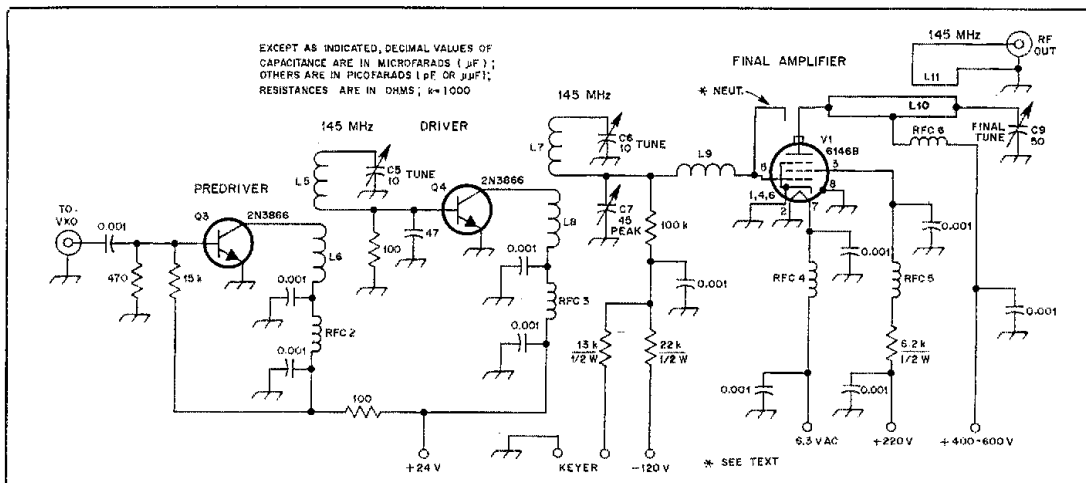 EXCEPT AS INDICATED, DECIMAL VALUES OF
CAPACITANCE ARE IN MICROFARADS (µF);
OTHERS ARE IN PICOFARADS (pF OR µµF);
RESISTANCES ARE IN OHMS; k=1000
145 MHz
RF
OUT
L11
FINAL AMPLIFIER
* NEUT.
L10
RFC 6
FINAL
TUNE
C9
50
V1
6146B
5
3
8
1,4,6
2
7
145 MHz
L7
C6
10 TUNE
L9
C7
45
PEAK
100 k
145 MHz
DRIVER
L5
C5
10 TUNE
Q4
2N3866
L8
PREDRIVER
Q3
2N3866
L6
TO
VXO
0.001
470
15 k
100
47
0.001
RFC 2
0.001
0.001
RFC 3
0.001
100
+24 V
0.001
13 k
1/2 W
22 k
1/2 W
KEYER
-120 V
0.001
RFC 4
RFC 5
0.001
0.001
6.2 k
1/2 W
0.001
0.001
6.3 VAC
+220 V
+400-600 V
* SEE TEXT